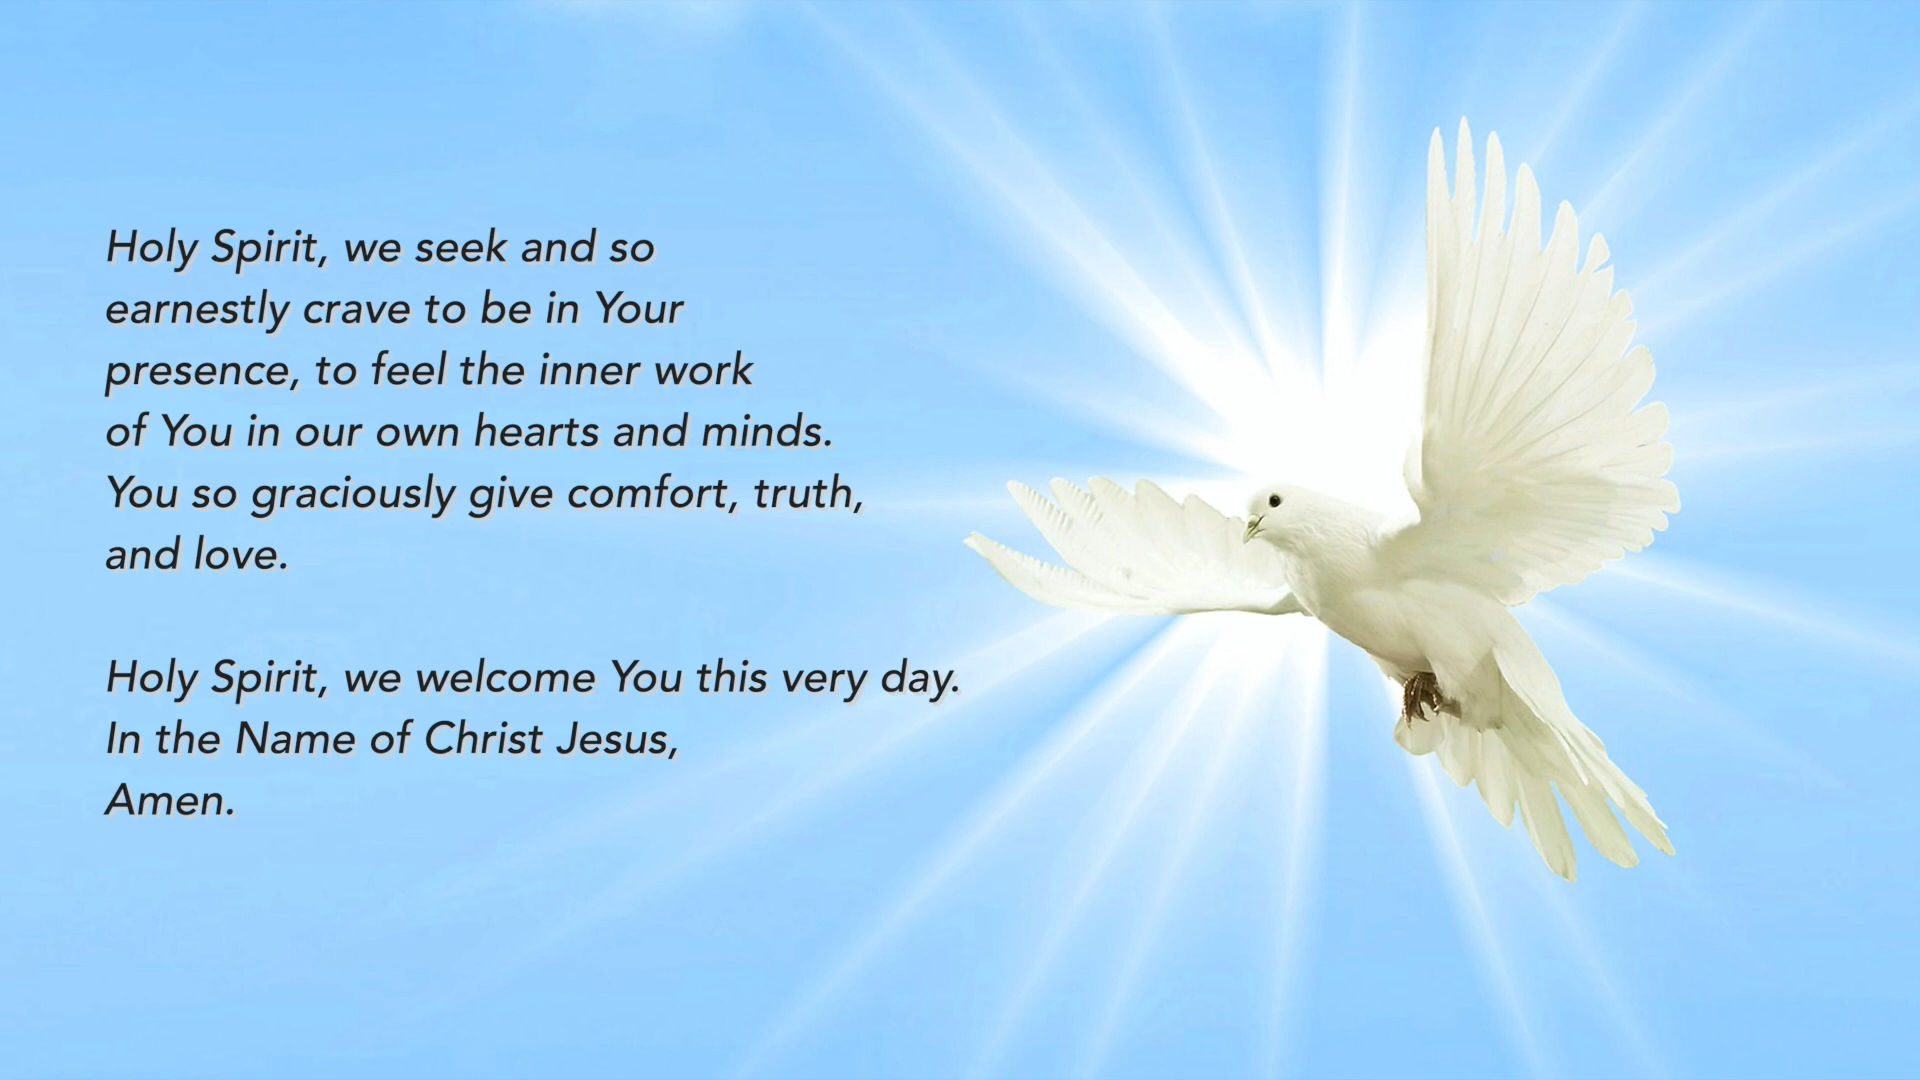 Holy Spirit, we seek and so
earnestly crave to be in Your
presence, to feel the inner work
of You in our own hearts and minds.
You so graciously give comfort, truth,
and love.
Holy Spirit, we welcome You this very day.
In the Name of Christ Jesus,
Amen.